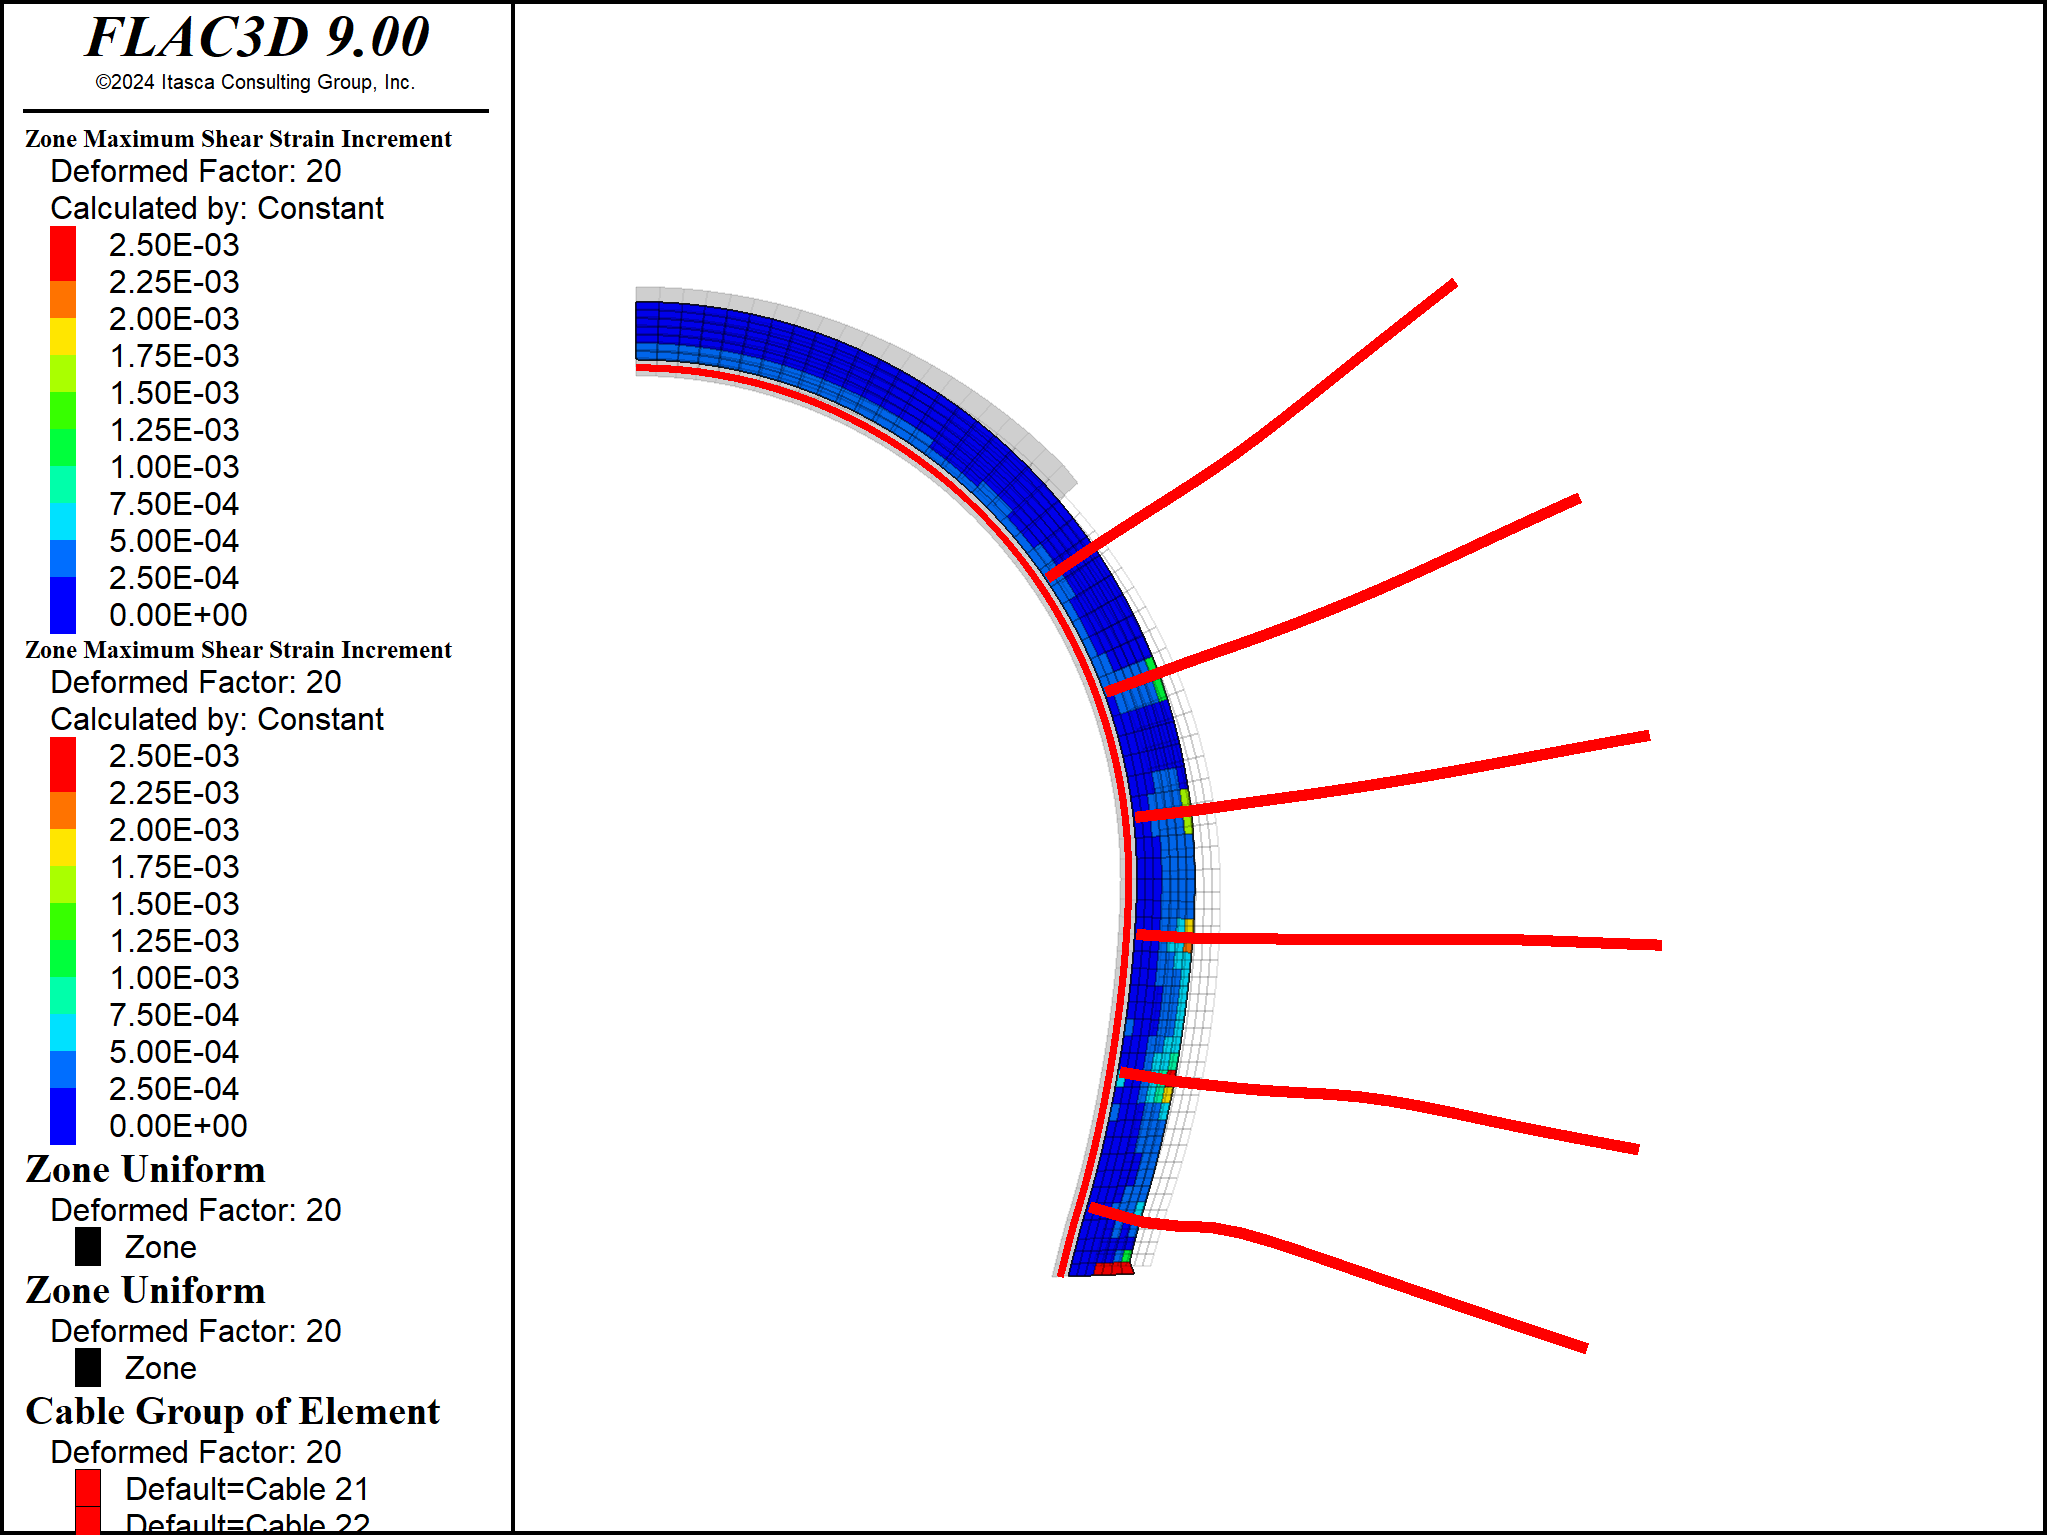 FLAC3D 9.00
©2024 Itasca Consulting Group, Inc.
Zone Maximum Shear Strain Increment
Deformed Factor: 20
Calculated by: Constant
2.50E-03
2.25E-03
2.00E-03
1.75E-03
1.50E-03
1.25E-03
1.00E-03
7.50E-04
5.00E-04
2.50E-04
0.00E+00
Zone Maximum Shear Strain Increment
Deformed Factor: 20
Calculated by: Constant
2.50E-03
2.25E-03
2.00E-03
1.75E-03
1.50E-03
1.25E-03
1.00E-03
7.50E-04
5.00E-04
2.50E-04
0.00E+00
Zone Uniform
Deformed Factor: 20
Zone
Zone Uniform
Deformed Factor: 20
Zone
Cable Group of Element
Deformed Factor: 20
Default=Cable 21
Default=Cable 22